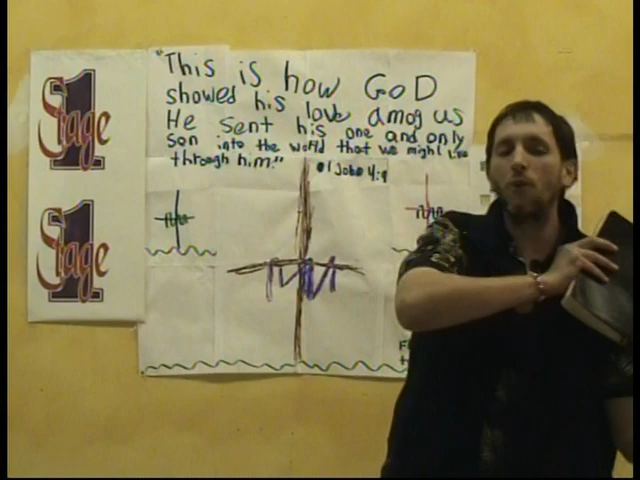 Stage 1
Stage 1
"This is how GoD
showed his love amog us
He sent his one and only
Son into the world that we might Live
through him."
1 John 4:9